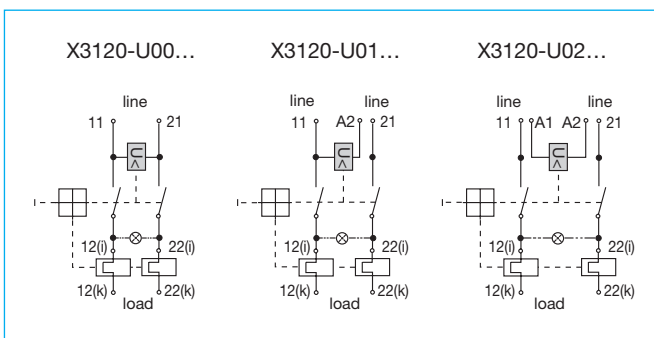 X3120-U00... X3120-U01... X3120-U02...
line line line line line
11 21 11 A2 21 11 A1 A2 21
U< U< U<
12(i) 22(i) 12(i) 22(i) 12(i) 22(i)
12(k) 22(k) 12(k) 22(k) 12(k) 22(k)
load load load